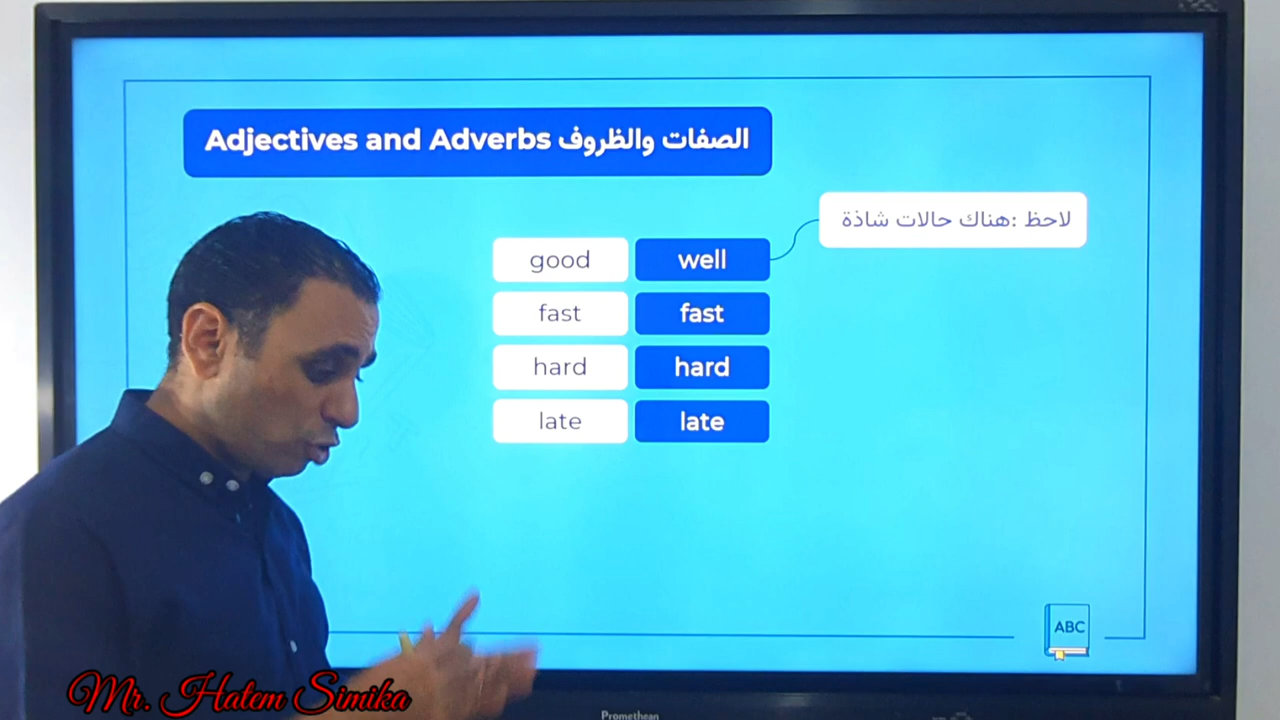 Adjectives and Adverbs الصفات والظروف
لاحظ :هناك حالات شاذة
good well
fast fast
hard hard
late late
ABC
Mr. Hatem Simika
Promethean